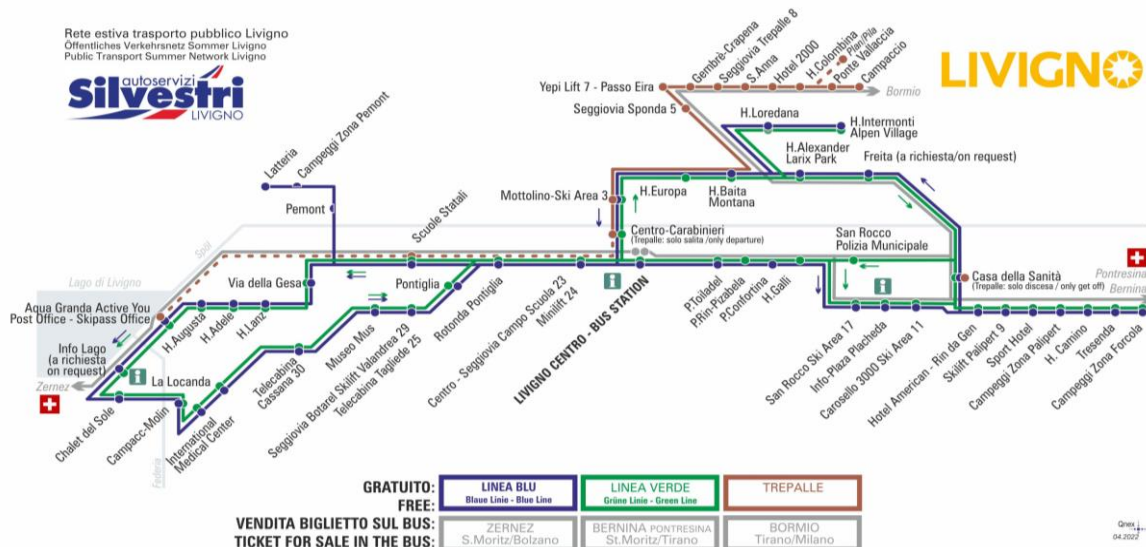 Rete estiva trasporto pubblico Livigno
Öffentliches Verkehrsnetz Sommer Livigno
Public Transport Summer Network Livigno
autoservizi
Silvestri
LIVIGNO
LIVIGNO
Gembrè-Crapena
Seggiovia Trepalle 8
S.Anna
Hotel 2000
H.Colombina
Plan/Pila
Ponte Vallaccia
Campaccio
Yepi Lift 7 - Passo Eira
Bormio
Seggiovia Sponda 5
H.Loredana
H.Intermonti
Alpen Village
H.Alexander
Larix Park
Freita (a richiesta/on request)
Latteria
Campeggi Zona Pemont
Pemont
Mottolino-Ski Area 3
H.Europa
H.Baita
Montana
Scuole Statali
Centro-Carabinieri
(Trepalle: solo salita /only departure)
San Rocco
Polizia Municipale
Spöl
Lago di Livigno
Via della Gesa
Pontiglia
Casa della Sanità
(Trepalle: solo discesa / only get off)
Pontresina
Bernina
Aqua Granda Active You
Post Office - Skipass Office
H.Augusta
H.Adele
H.Lanz
Museo Mus
Rotonda Pontiglia
Centro - Seggiovia Campo Scuola 23
Minilift 24
LIVIGNO CENTRO - BUS STATION
P.Toiladel
P.Rin-Pizabela
P.Confortina
H.Galli
Info Lago
(a richiesta
on request)
La Locanda
Zernez
Chalet del Sole
Campacc-Molin
International
Medical Center
Telecabina
Cassana 30
Seggiovia Botarel Skilift Valandrea 29
Telecabina Tagliede 25
San Rocco Ski Area 17
Info-Plaza Placheda
Carosello 3000 Ski Area 11
Hotel American - Rin da Gen
Skilift Palipert 9
Sport Hotel
Campeggi Zona Palipert
H. Camino
Tresenda
Campeggi Zona Forcola
Federia
GRATUITO:
FREE:
LINEA BLU
Blaue Linie - Blue Line
LINEA VERDE
Grüne Linie - Green Line
TREPALLE
VENDITA BIGLIETTO SUL BUS:
TICKET FOR SALE IN THE BUS:
ZERNEZ
S.Moritz/Bolzano
BERNINA PONTRESINA
St.Moritz/Tirano
BORMIO
Tirano/Milano
Qnex
04.2022